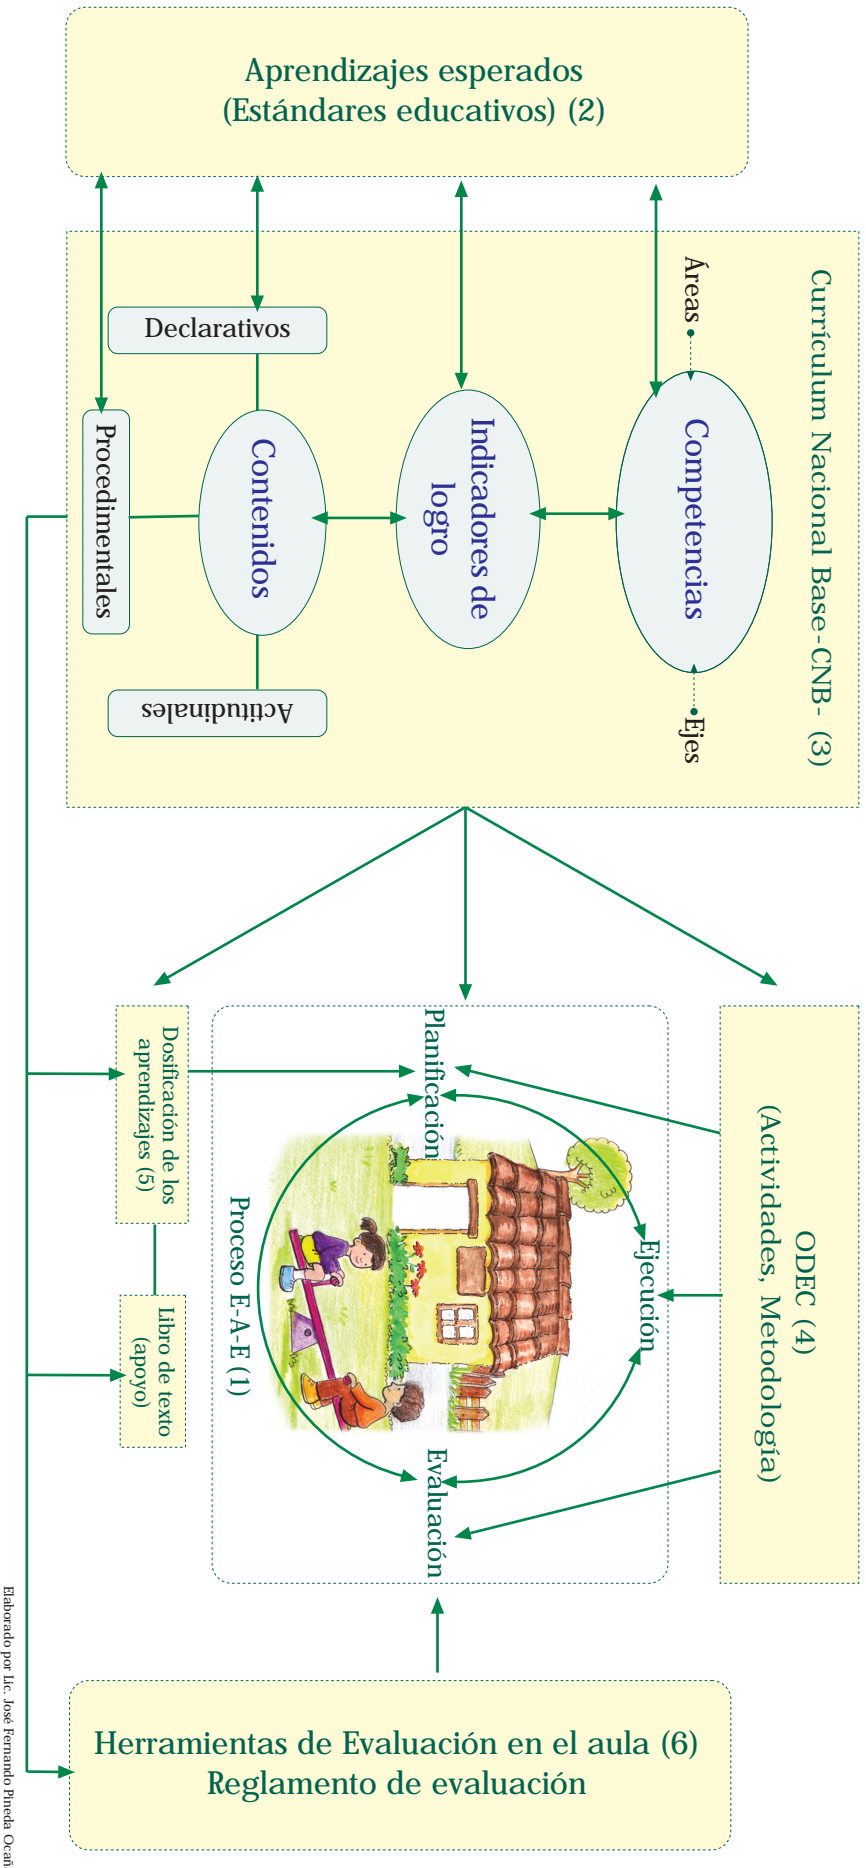 Aprendizajes esperados
(Estándares educativos) (2)
Currículum Nacional Base-CNB- (3)
Áreas
Competencias
Ejes
Indicadores de
logro
Declarativos
Contenidos
Actitudinales
Procedimentales
ODEC (4)
(Actividades, Metodología)
Planificación
Ejecución
Evaluación
Proceso E-A-E (1)
Dosificación de los
aprendizajes (5)
Libro de texto
(apoyo)
Herramientas de Evaluación en el aula (6)
Reglamento de evaluación
Elaborado por Lic. José Fernando Pineda Ocañ